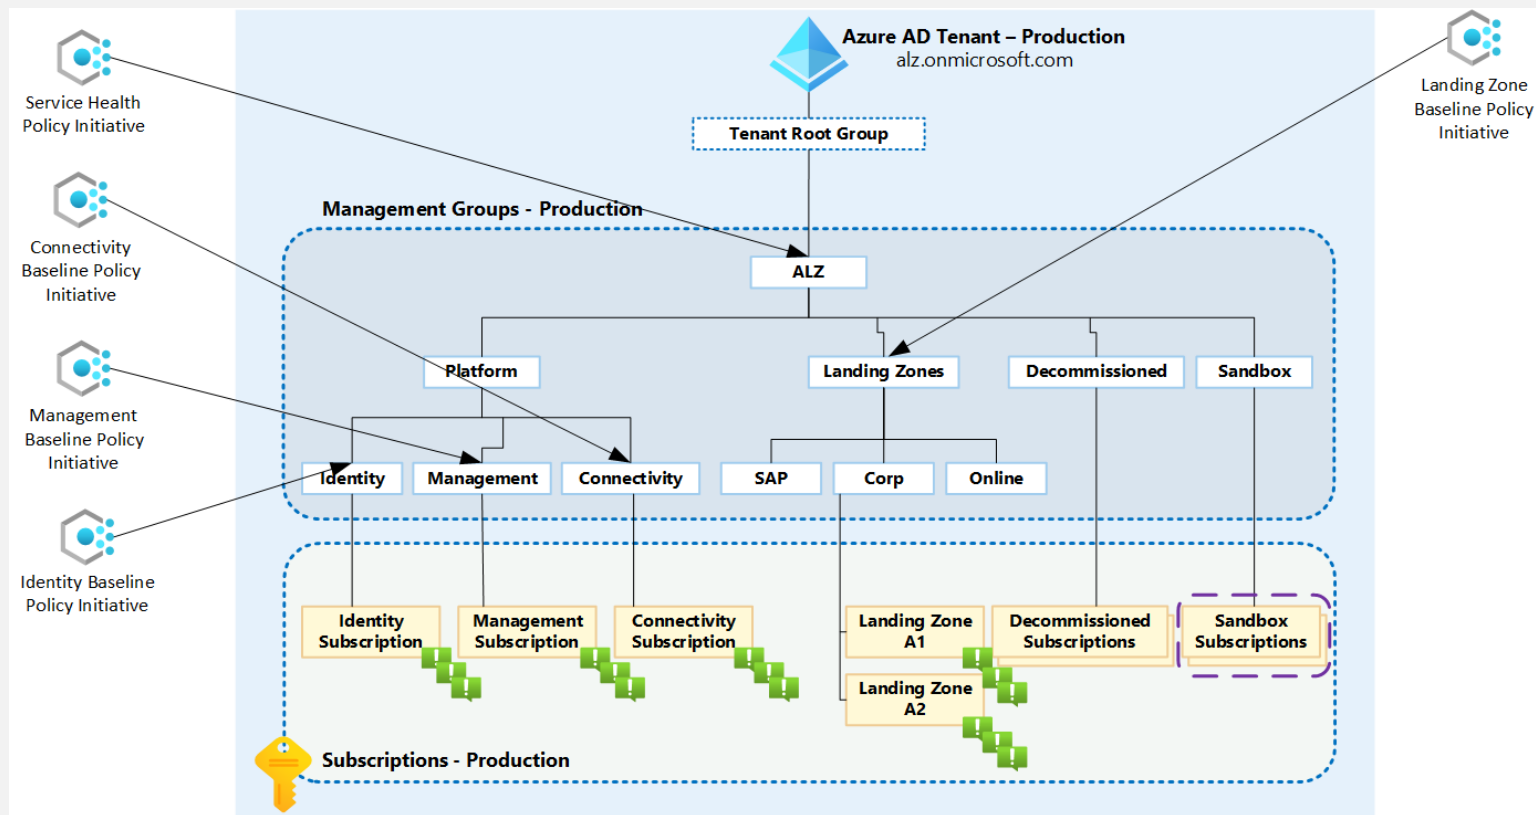 Azure AD Tenant – Production
alz.onmicrosoft.com
Service Health
Policy Initiative
Landing Zone
Baseline Policy
Initiative
Tenant Root Group
Management Groups - Production
Connectivity
Baseline Policy
Initiative
ALZ
Platform
Landing Zones
Decommissioned
Sandbox
Management
Baseline Policy
Initiative
Identity
Management
Connectivity
SAP
Corp
Online
Identity Baseline
Policy Initiative
Identity
Subscription
Management
Subscription
Connectivity
Subscription
Landing Zone
A1
Decommissioned
Subscriptions
Sandbox
Subscriptions
Landing Zone
A2
Subscriptions - Production